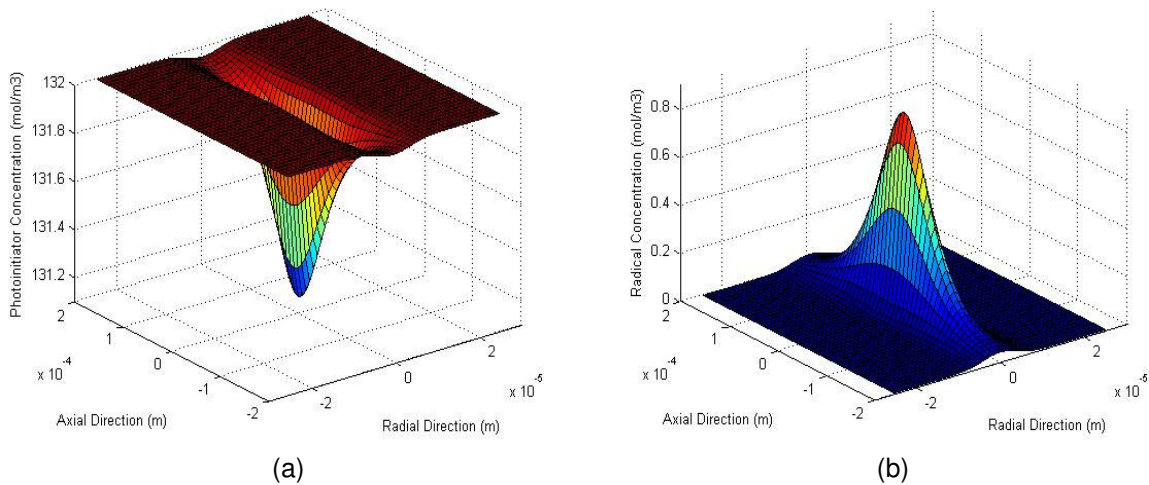 Photoinitiator Concentration (mol/m3)
132
131.8
131.6
131.4
131.2
2
1
0
-1
-2
x 10^-4
Axial Direction (m)
-2
0
2
x 10^-5
Radial Direction (m)
(a)
Radical Concentration (mol/m3)
0.8
0.6
0.4
0.2
0
2
1
0
-1
-2
x 10^-4
Axial Direction (m)
-2
0
2
x 10^-5
Radial Direction (m)
(b)